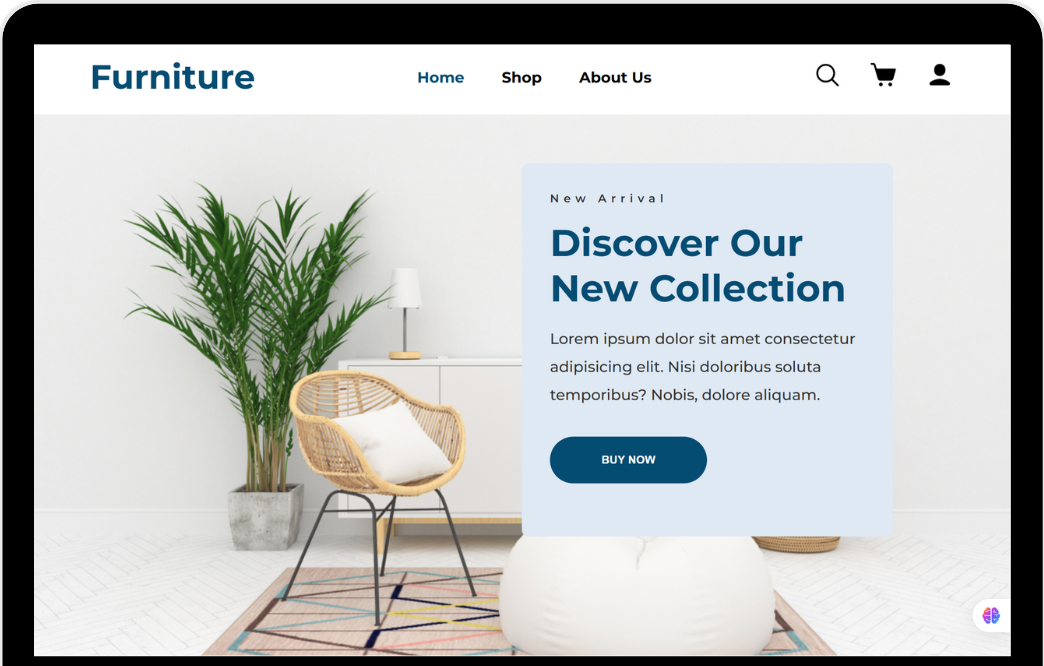 Furniture
Home Shop About Us
New Arrival
Discover Our
New Collection
Lorem ipsum dolor sit amet consectetur
adipisicing elit. Nisi doloribus soluta
temporibus? Nobis, dolore aliquam.
BUY NOW